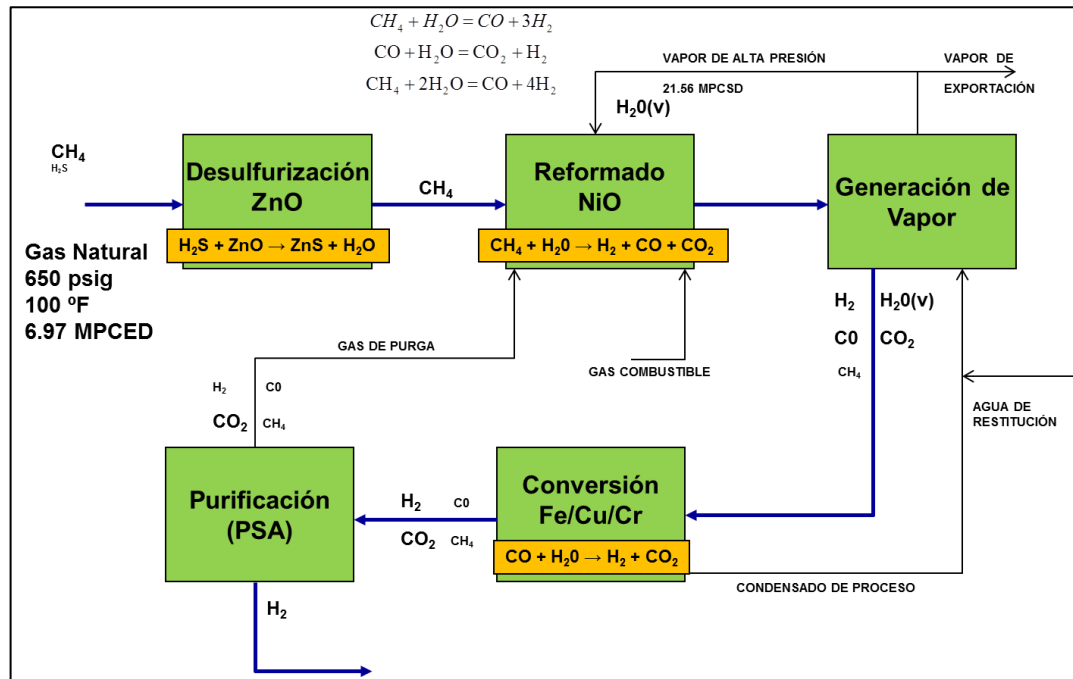 CH₄ + H₂O = CO + 3H₂
CO + H₂O = CO₂ + H₂
CH₄ + 2H₂O = CO + 4H₂
VAPOR DE ALTA PRESIÓN
21.56 MPCSD
VAPOR DE
EXPORTACIÓN
H₂0(v)
CH₄
H₂S
Desulfurización
ZnO
H₂S + ZnO → ZnS + H₂O
CH₄
Reformado
NiO
CH₄ + H₂0 → H₂ + CO + CO₂
Generación de
Vapor
Gas Natural
650 psig
100 ºF
6.97 MPCED
GAS DE PURGA
GAS COMBUSTIBLE
H₂ H₂0(v)
C0 CO₂
CH₄
AGUA DE
RESTITUCIÓN
H₂ C0
CO₂ CH₄
Purificación
(PSA)
H₂ C0
CO₂ CH₄
Conversión
Fe/Cu/Cr
CO + H₂0 → H₂ + CO₂
CONDENSADO DE PROCESO
H₂